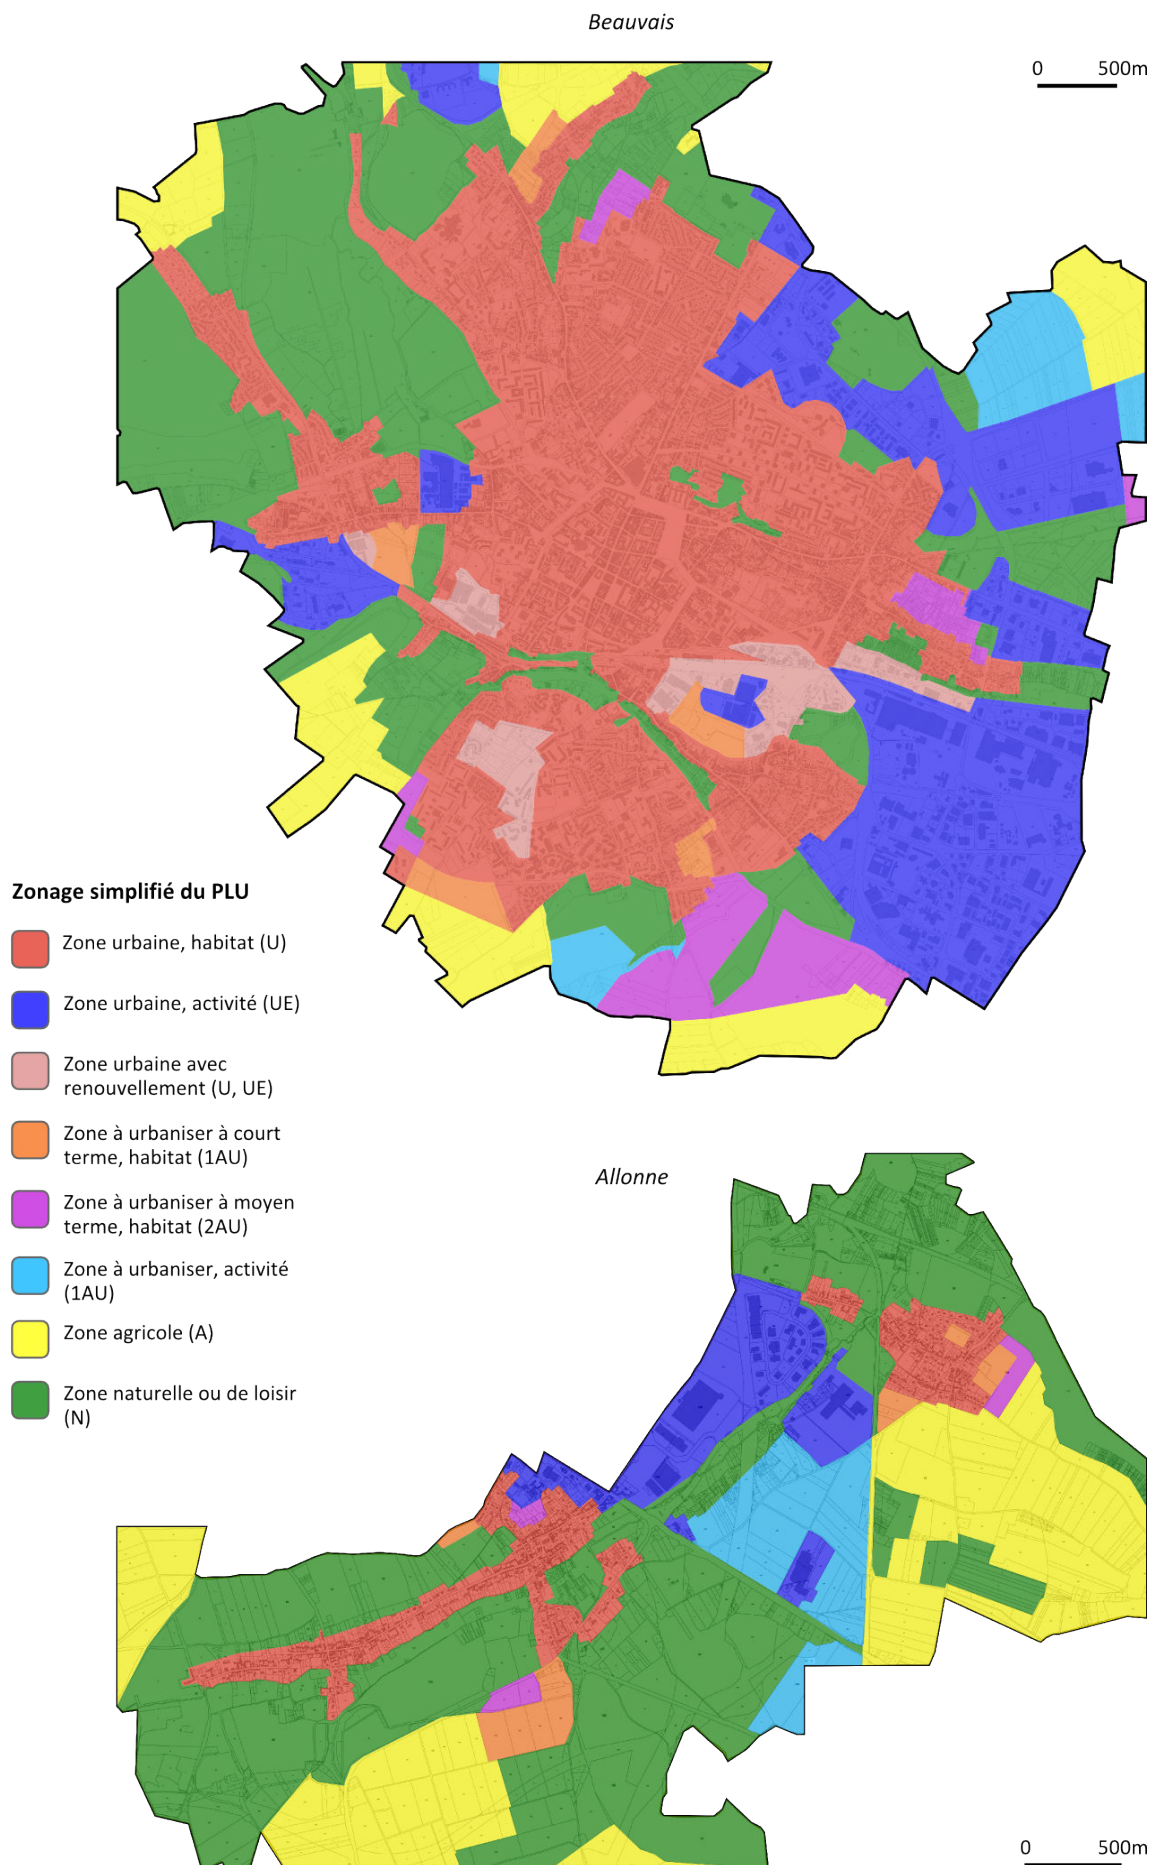 Beauvais
0 500m
Zonage simplifié du PLU
Zone urbaine, habitat (U)
Zone urbaine, activité (UE)
Zone urbaine avec
renouvellement (U, UE)
Zone à urbaniser à court
terme, habitat (1AU)
Zone à urbaniser à moyen
terme, habitat (2AU)
Zone à urbaniser, activité
(1AU)
Zone agricole (A)
Zone naturelle ou de loisir
(N)
Allonne
0 500m